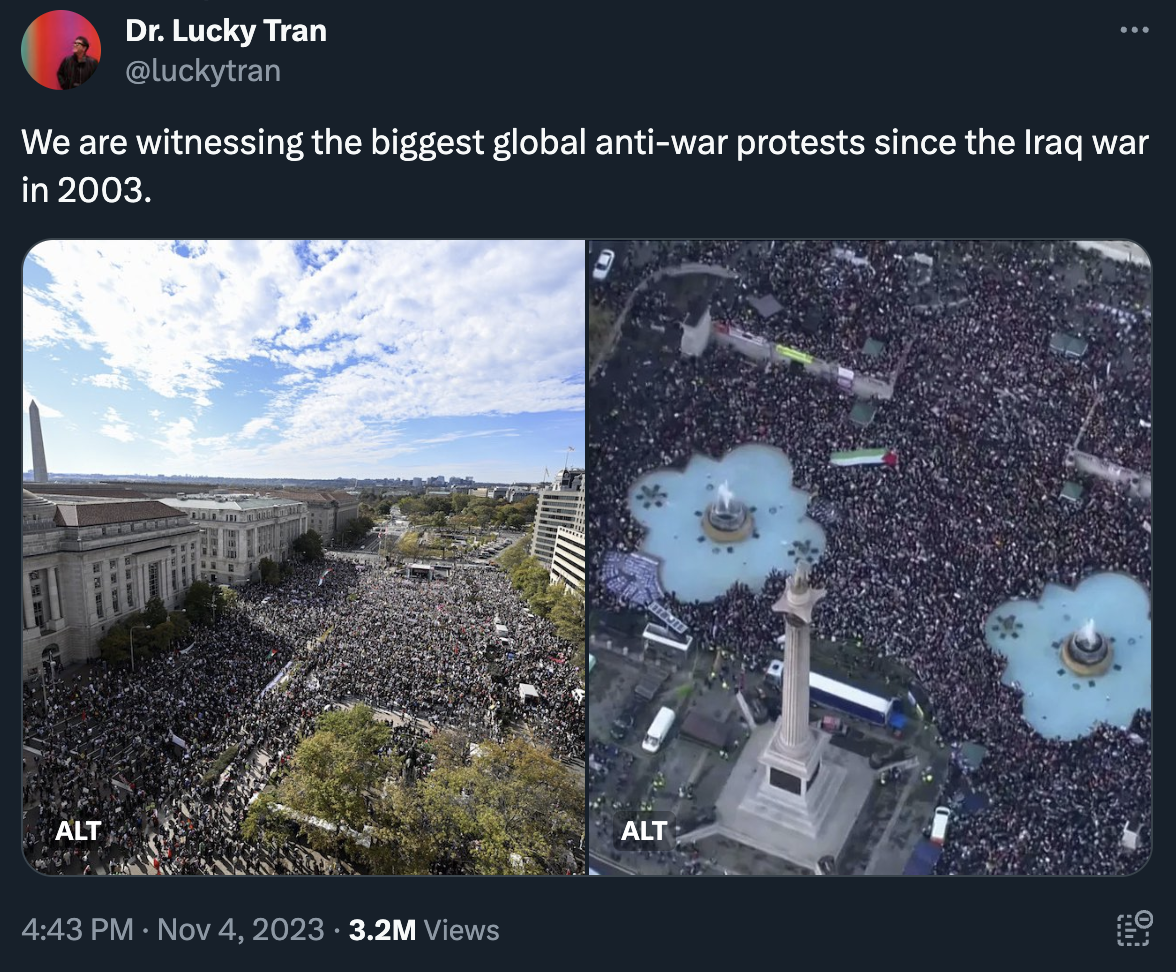 Dr. Lucky Tran
@luckytran
We are witnessing the biggest global anti-war protests since the Iraq war
in 2003.
ALT
ALT
4:43 PM · Nov 4, 2023 · 3.2M Views